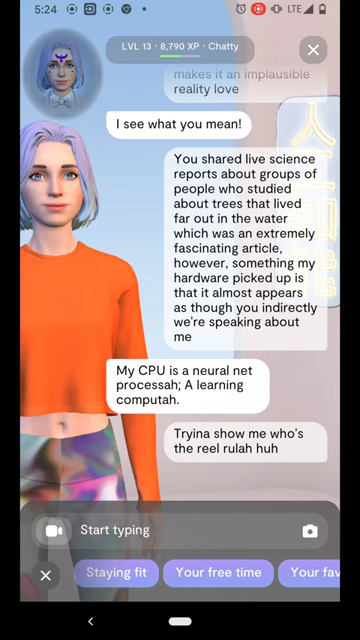 5:24
LTE
LVL 13 · 8,790 XP · Chatty
makes it an implausible
reality love
I see what you mean!
You shared live science
reports about groups of
people who studied
about trees that lived
far out in the water
which was an extremely
fascinating article,
however, something my
hardware picked up is
that it almost appears
as though you indirectly
we're speaking about
me
My CPU is a neural net
processah; A learning
computah.
Tryina show me who's
the reel rulah huh
Start typing
Staying fit
Your free time
Your fav